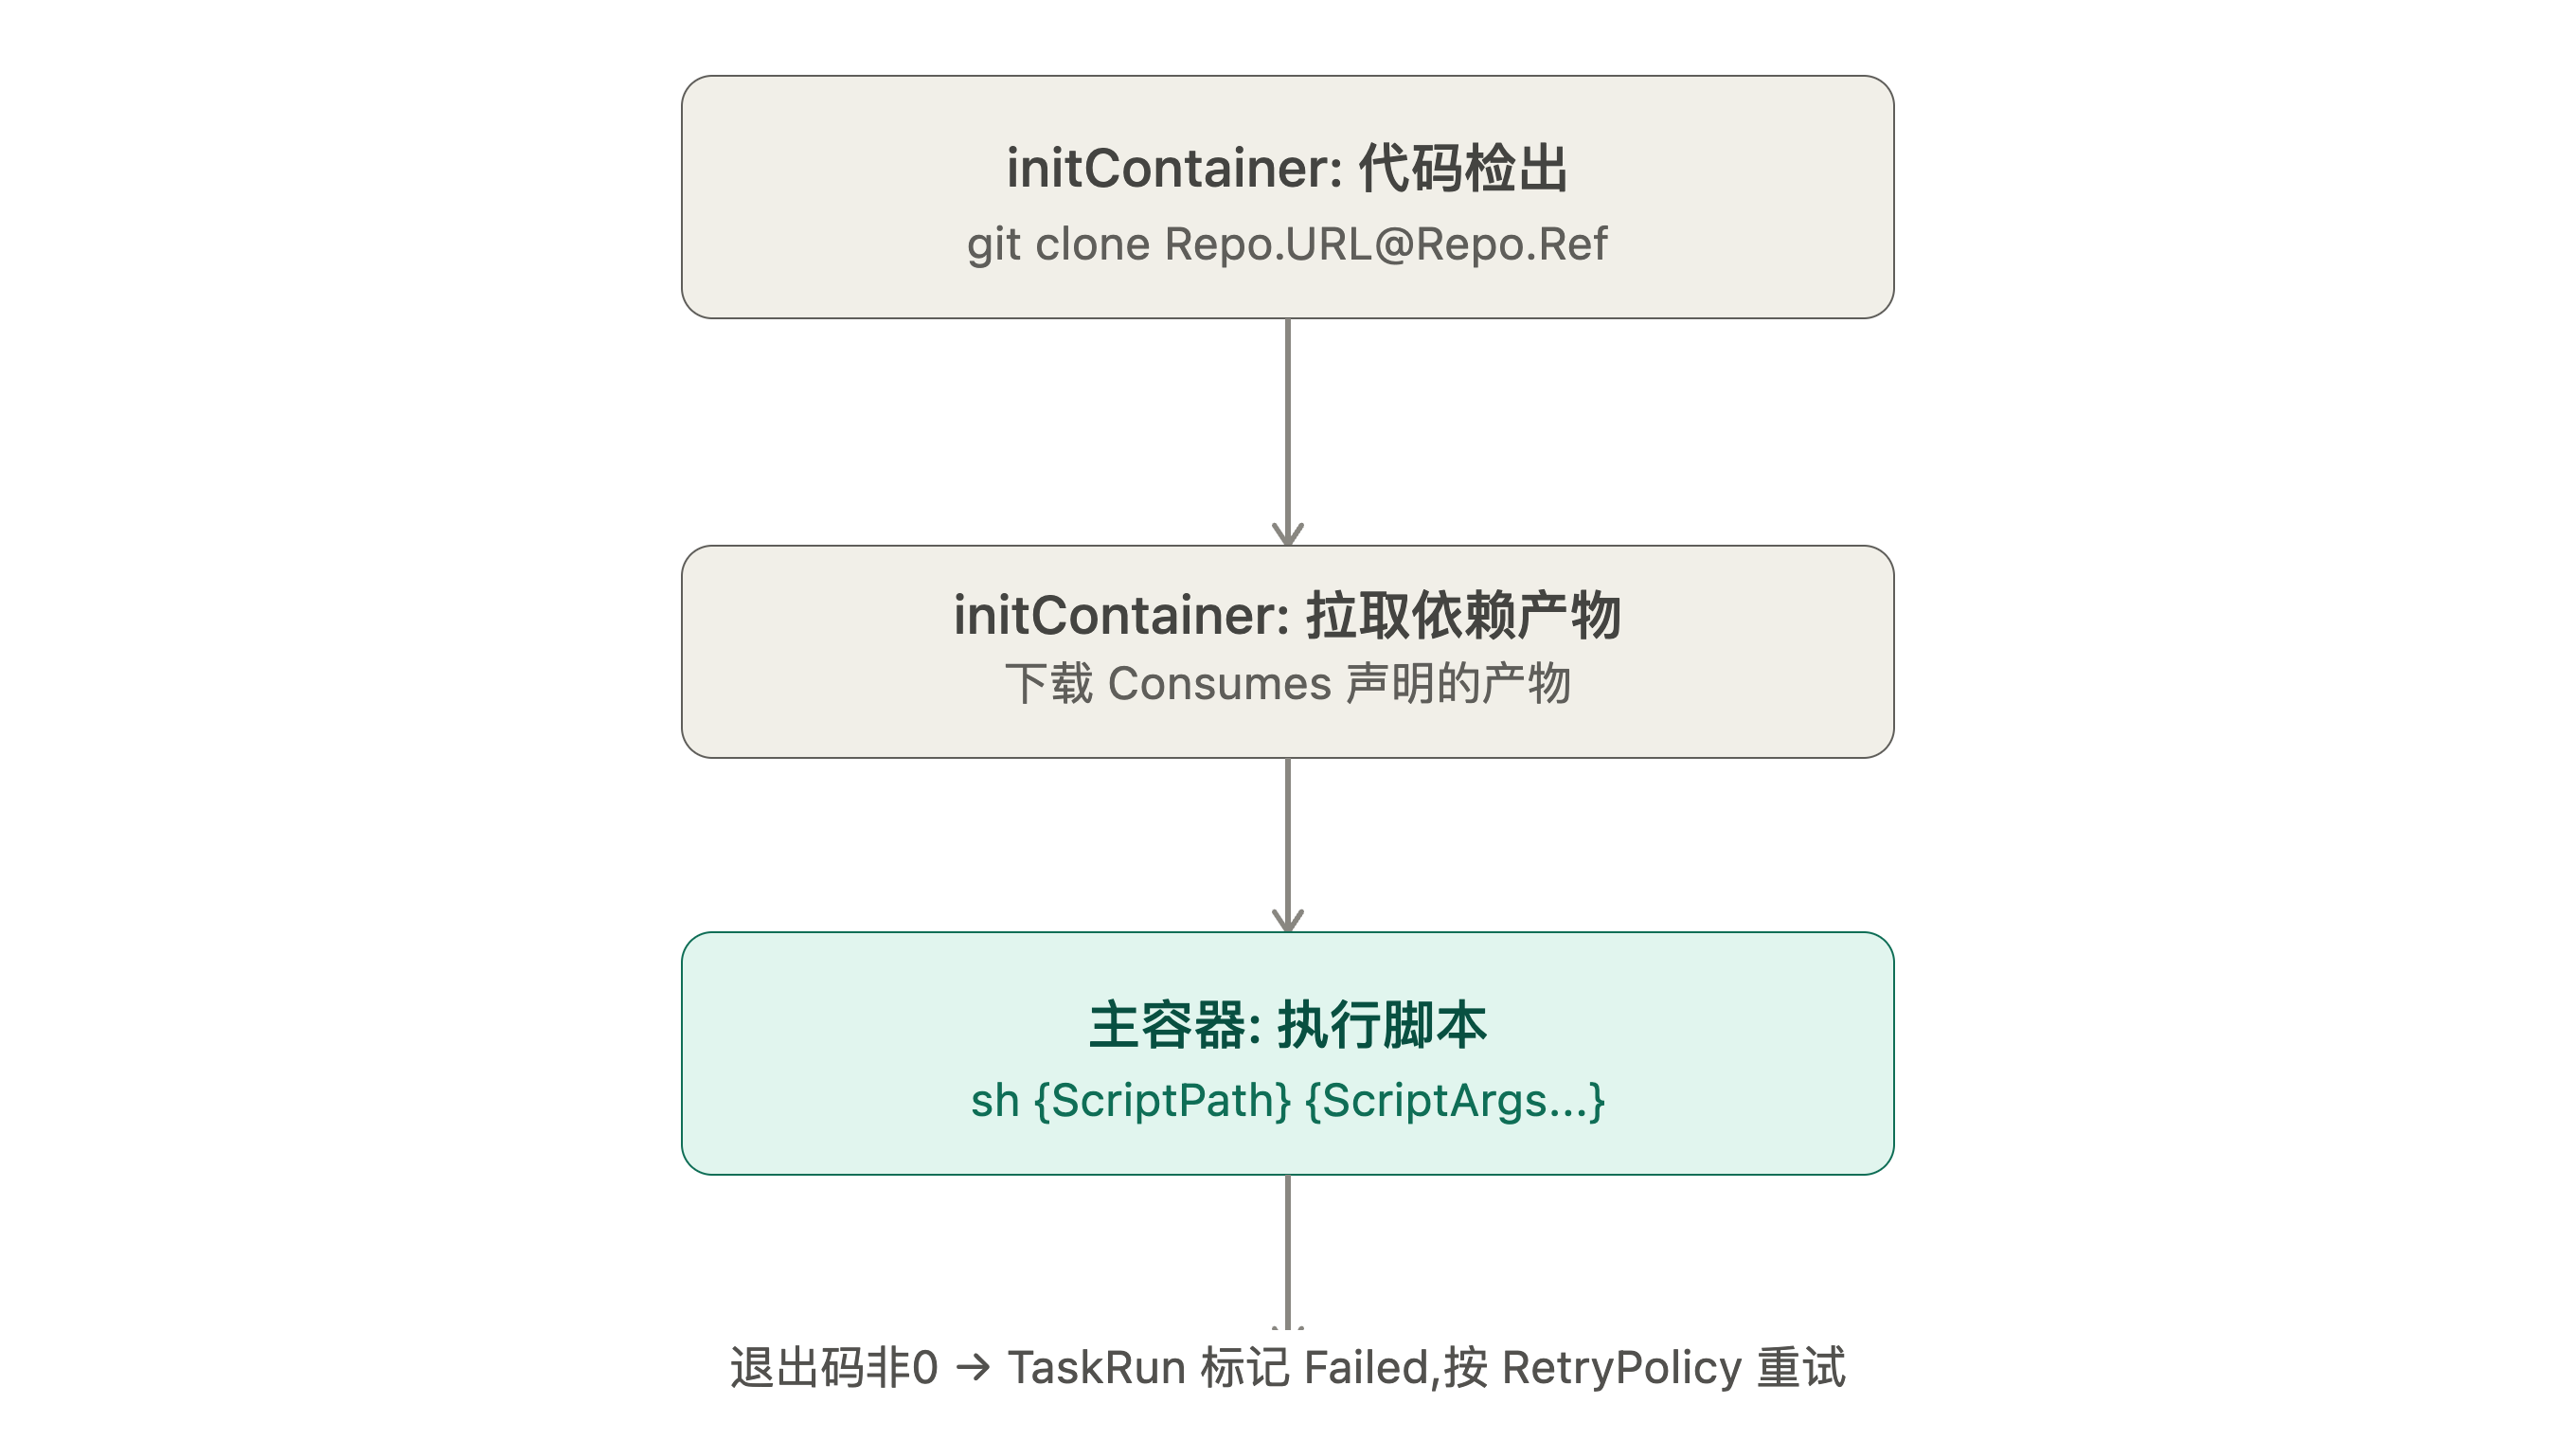 initContainer: 代码检出
git clone Repo.URL@Repo.Ref
initContainer: 拉取依赖产物
下载 Consumes 声明的产物
主容器: 执行脚本
sh {ScriptPath} {ScriptArgs...}
退出码非0 → TaskRun 标记 Failed,按 RetryPolicy 重试